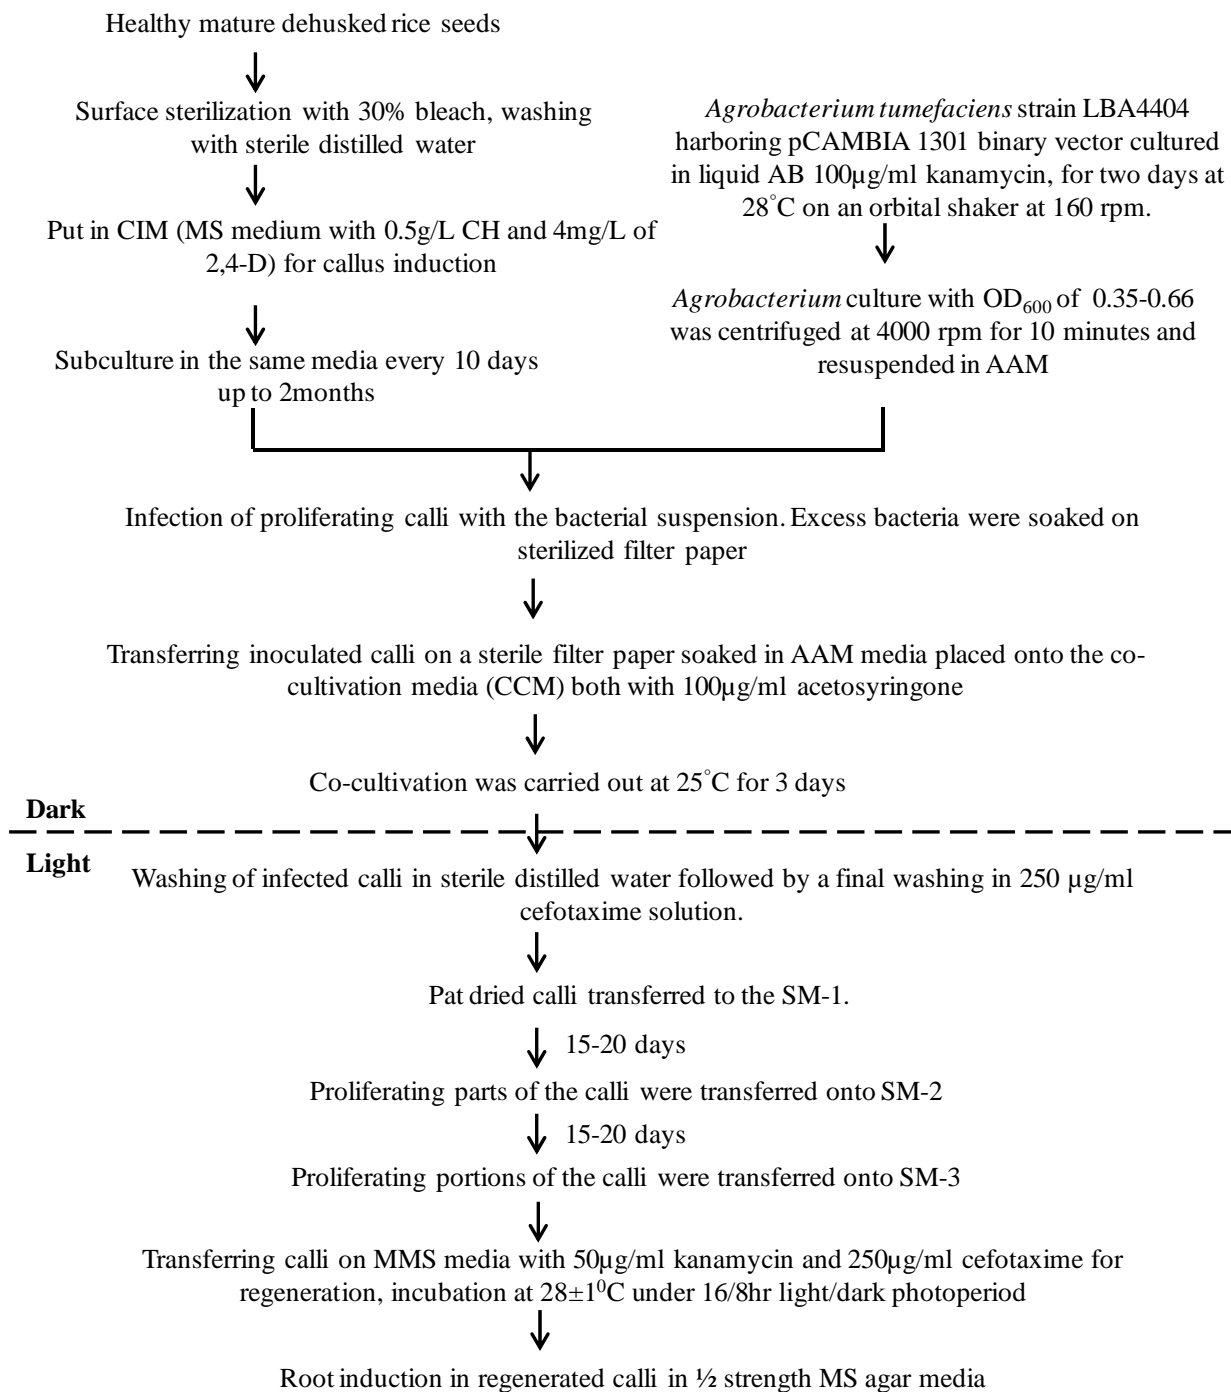 Healthy mature dehusked rice seeds
Surface sterilization with 30% bleach, washing
with sterile distilled water
Put in CIM (MS medium with 0.5g/L CH and 4mg/L of
2,4-D) for callus induction
Subculture in the same media every 10 days
up to 2months
Agrobacterium tumefaciens strain LBA4404
harboring pCAMBIA 1301 binary vector cultured
in liquid AB 100µg/ml kanamycin, for two days at
28°C on an orbital shaker at 160 rpm.
Agrobacterium culture with OD₆₀₀ of 0.35-0.66
was centrifuged at 4000 rpm for 10 minutes and
resuspended in AAM
Infection of proliferating calli with the bacterial suspension. Excess bacteria were soaked on
sterilized filter paper
Transferring inoculated calli on a sterile filter paper soaked in AAM media placed onto the co-
cultivation media (CCM) both with 100µg/ml acetosyringone
Co-cultivation was carried out at 25°C for 3 days
Dark
Light
Washing of infected calli in sterile distilled water followed by a final washing in 250 µg/ml
cefotaxime solution.
Pat dried calli transferred to the SM-1.
15-20 days
Proliferating parts of the calli were transferred onto SM-2
15-20 days
Proliferating portions of the calli were transferred onto SM-3
Transferring calli on MMS media with 50µg/ml kanamycin and 250µg/ml cefotaxime for
regeneration, incubation at 28±1⁰C under 16/8hr light/dark photoperiod
Root induction in regenerated calli in ½ strength MS agar media